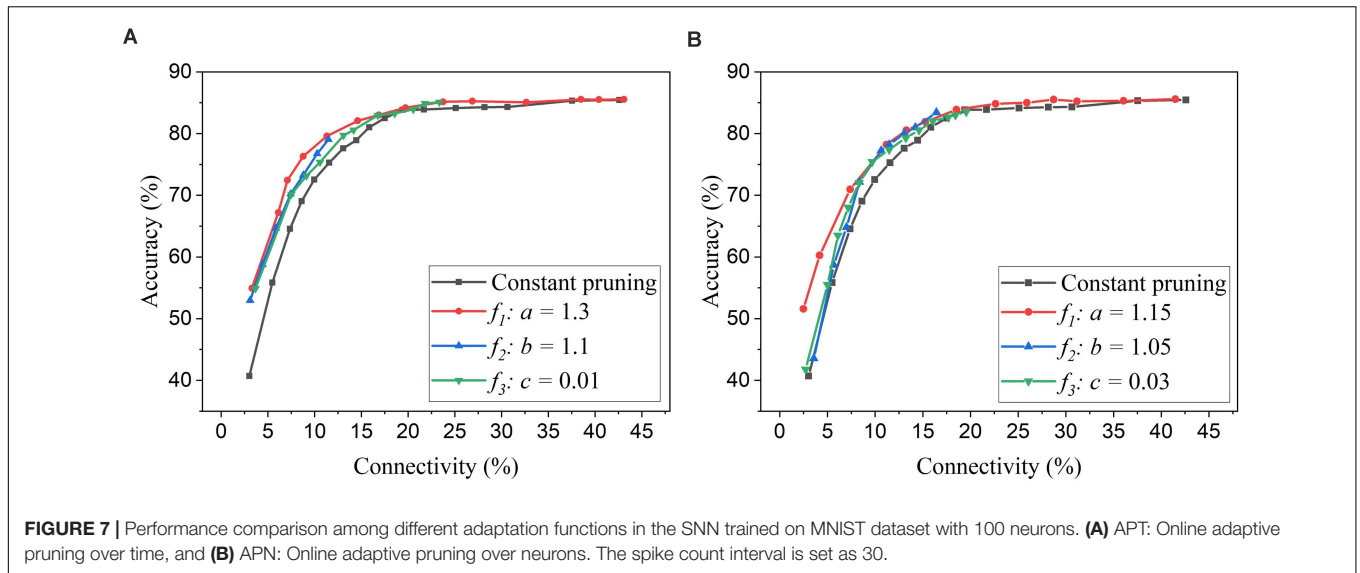 A
90
80
70
60
50
40
Accuracy (%)
0 5 10 15 20 25 30 35 40 45
Connectivity (%)
Constant pruning
f1: a = 1.3
f2: b = 1.1
f3: c = 0.01
B
90
80
70
60
50
40
Accuracy (%)
0 5 10 15 20 25 30 35 40 45
Connectivity (%)
Constant pruning
f1: a = 1.15
f2: b = 1.05
f3: c = 0.03
FIGURE 7 | Performance comparison among different adaptation functions in the SNN trained on MNIST dataset with 100 neurons. (A) APT: Online adaptive
pruning over time, and (B) APN: Online adaptive pruning over neurons. The spike count interval is set as 30.